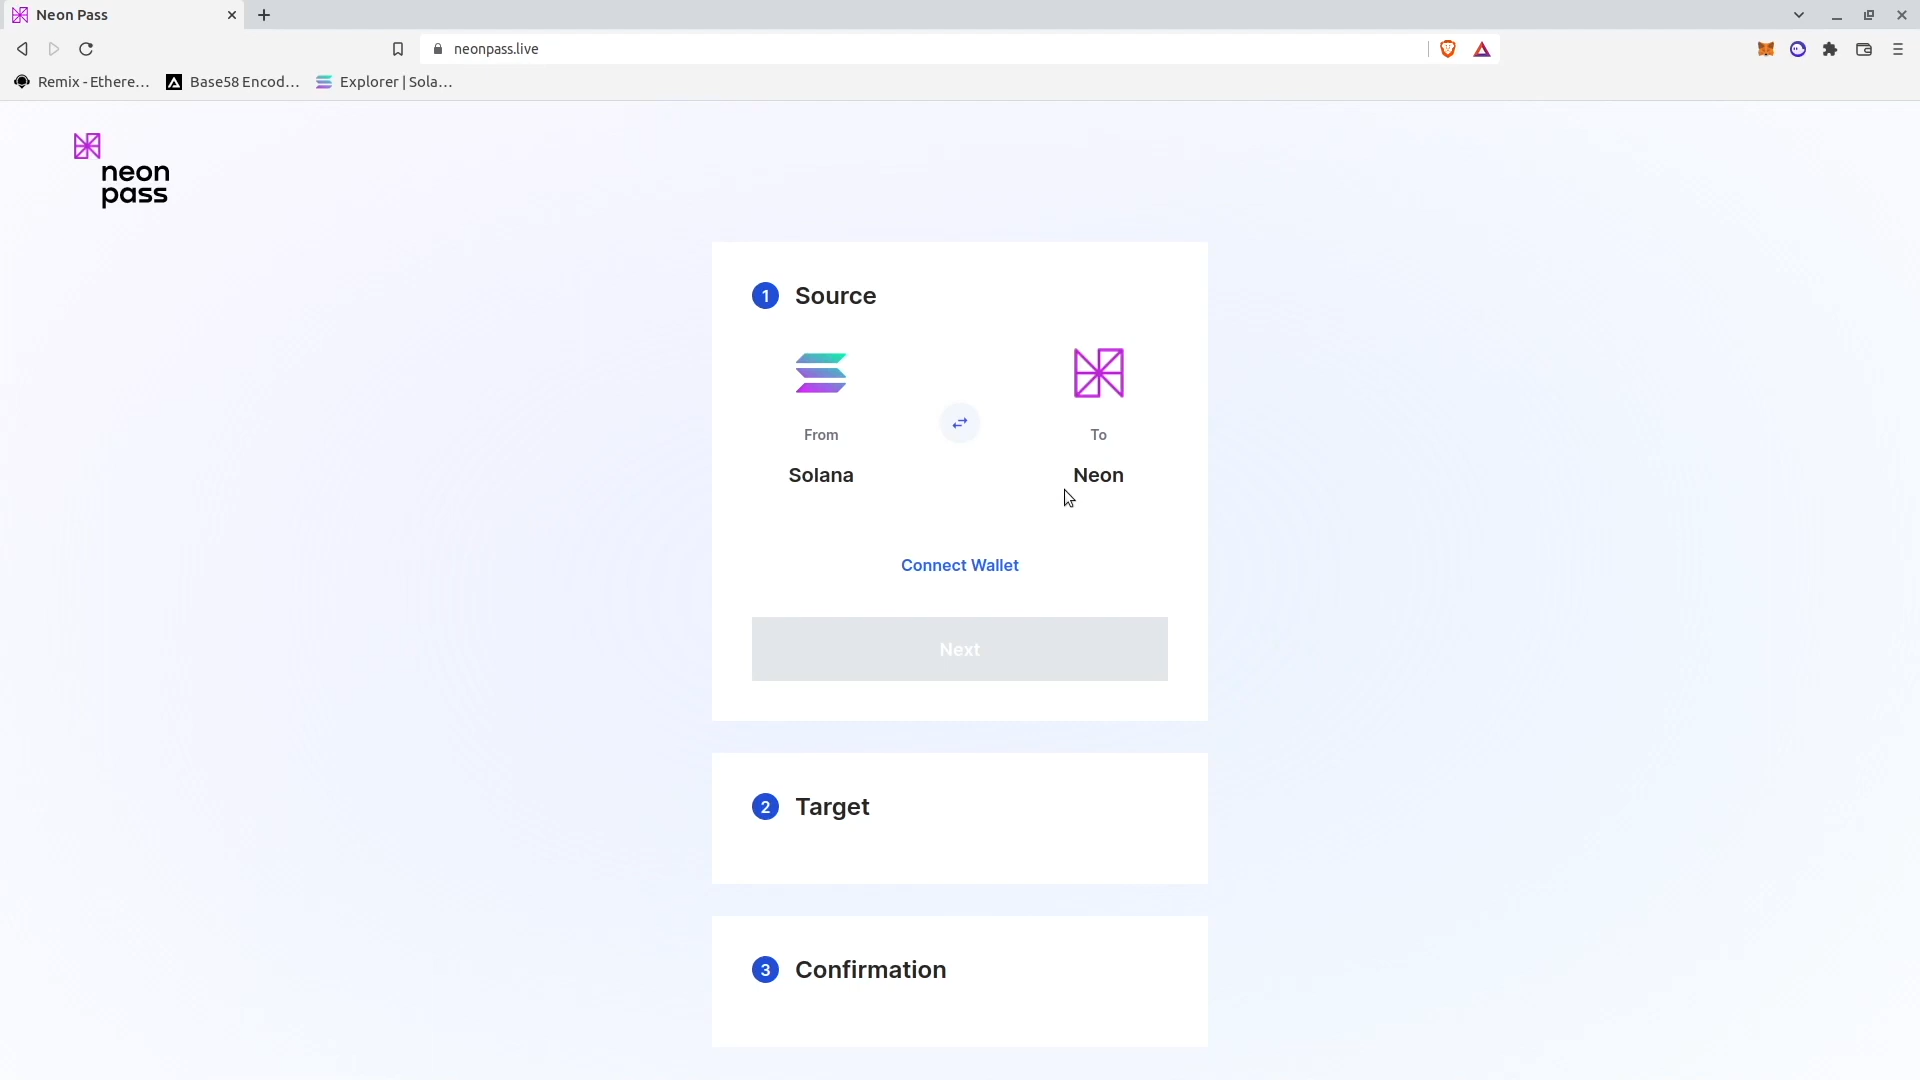 Neon Pass
neonpass.live
Remix - Ethere...
Base58 Encod...
Explorer | Sola...
neon
pass
1 Source
From
To
Solana
Neon
Connect Wallet
Next
2 Target
3 Confirmation